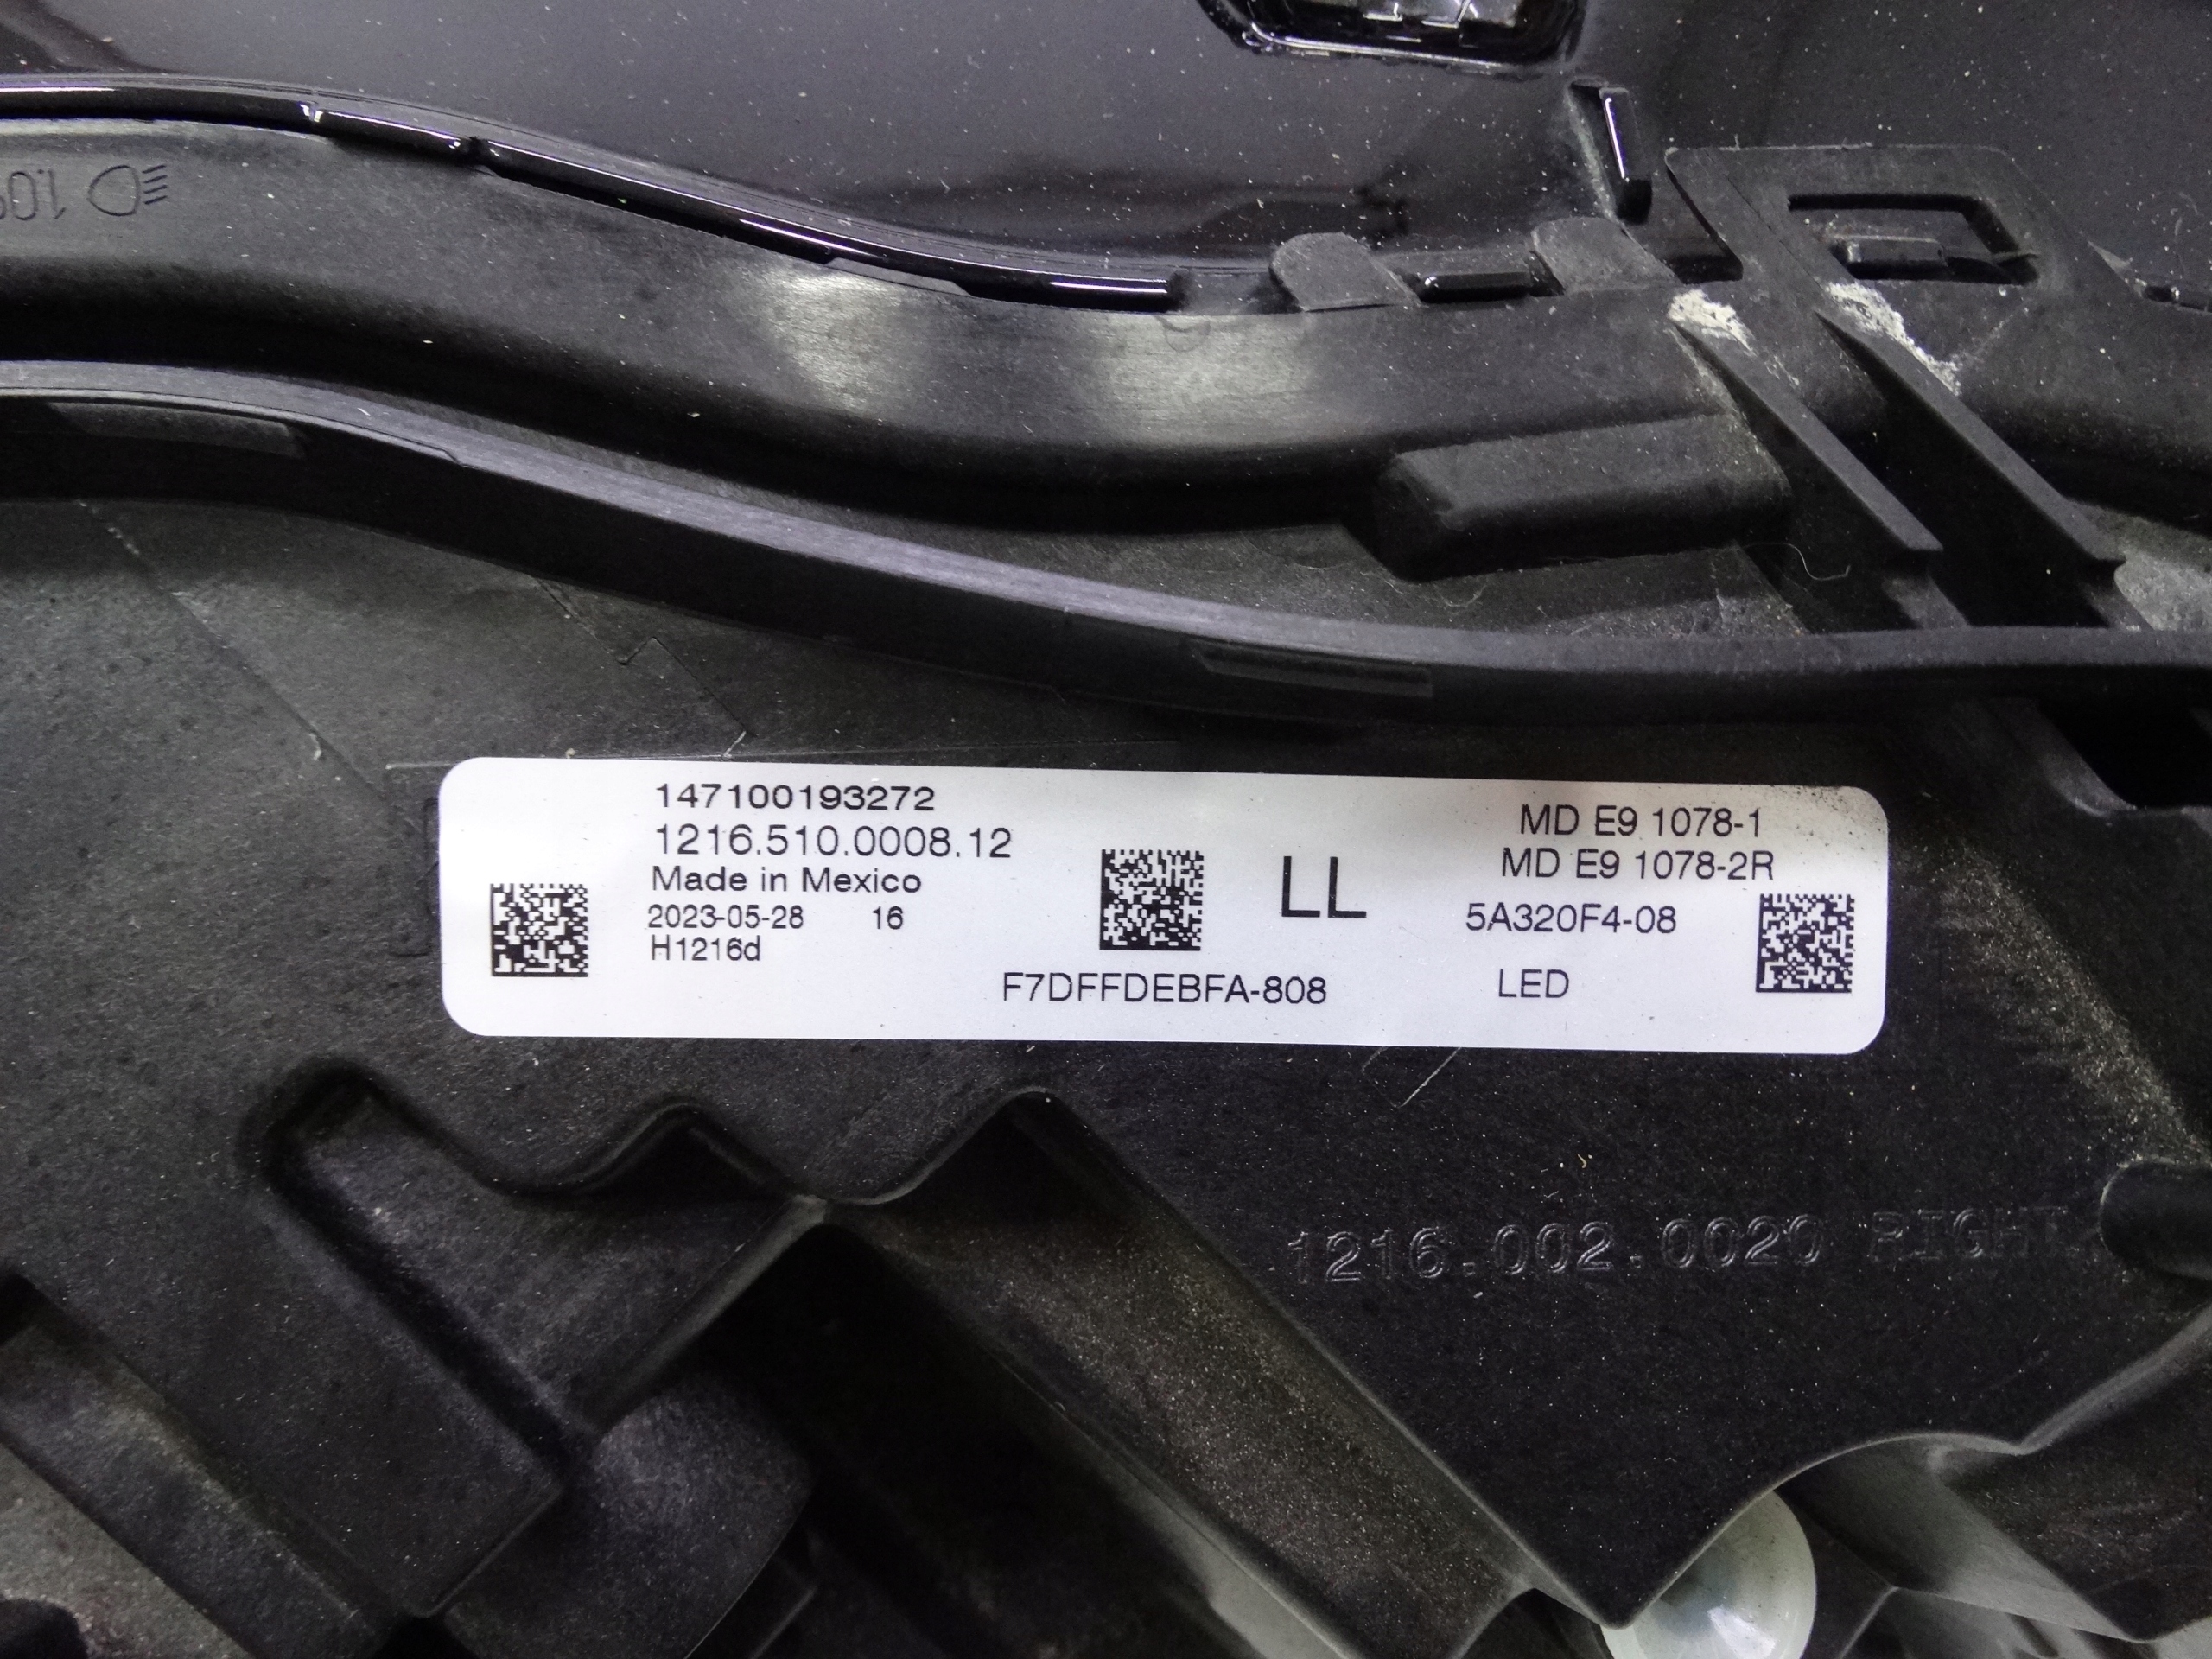 147100193272
1216.510.0008.12
Made in Mexico
2023-05-28 16
H1216d
F7DFFDEBFA-808
LL
MD E9 1078-1
MD E9 1078-2R
5A320F4-08
LED
1216.002.0020 RIGHT